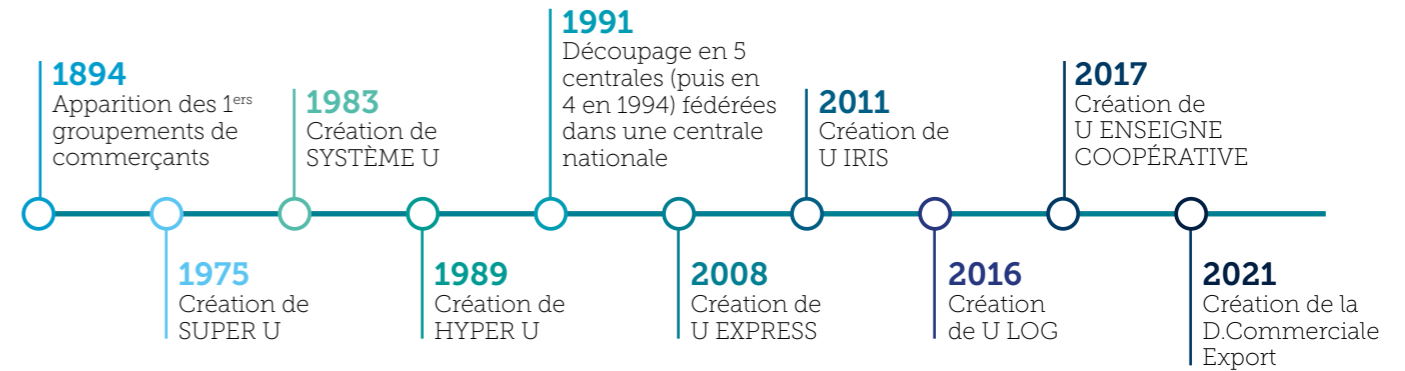 1894
Apparition des 1ers
groupements de
commerçants
1975
Création de
SUPER U
1983
Création de
SYSTÈME U
1989
Création de
HYPER U
1991
Découpage en 5
centrales (puis en
4 en 1994) fédérées
dans une centrale
nationale
2008
Création de
U EXPRESS
2011
Création de
U IRIS
2016
Création
de U LOG
2017
Création de
U ENSEIGNE
COOPÉRATIVE
2021
Création de la
D.Commerciale
Export